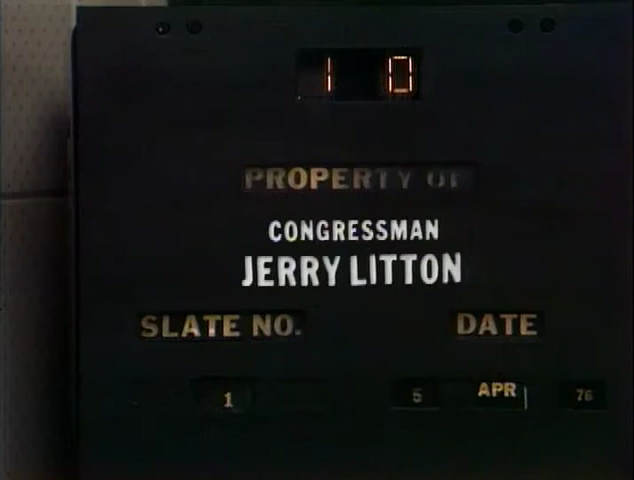 10
PROPERTY OF
CONGRESSMAN
JERRY LITTON
SLATE NO. DATE
1 5 APR 76